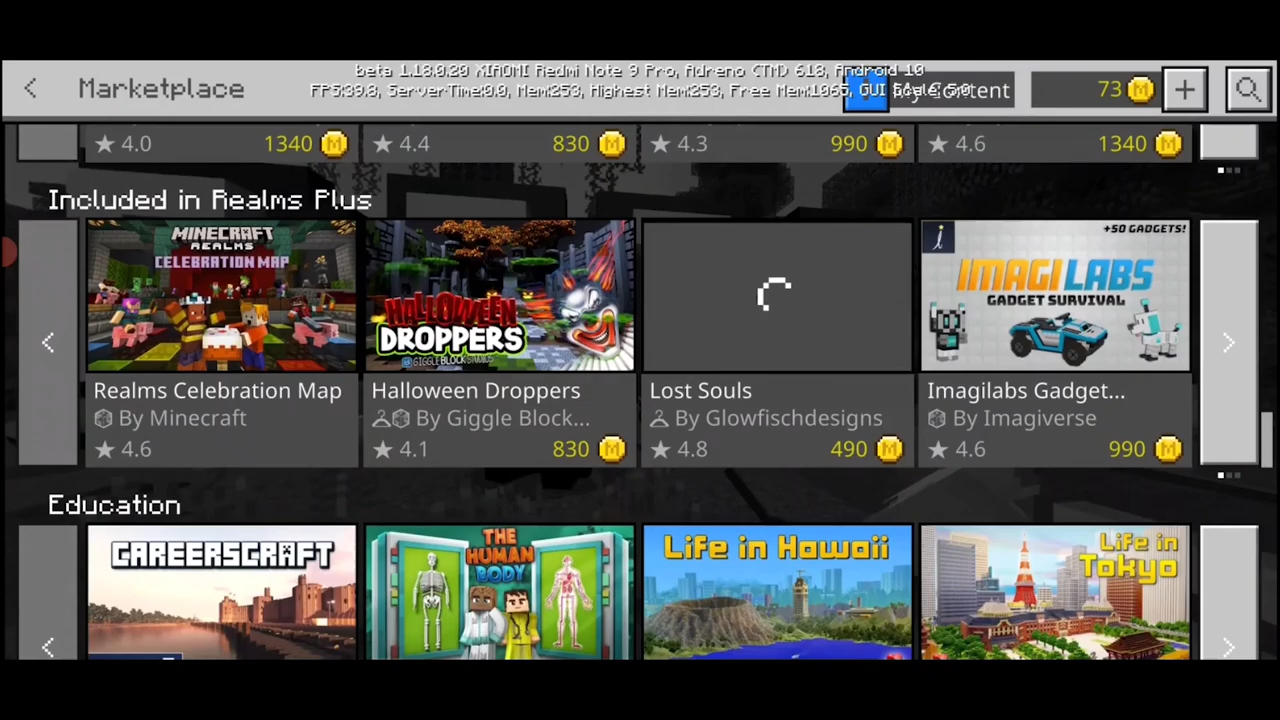 beta 1.18.0.20 XIAOMI Redmi Note 9 Pro, Adreno (TM) 618, Android 10
Marketplace
FPS:39.8, ServerTime:0.0, Mem:253, Highest Mem:253, Free Mem:1065, GUI Scale: 5.0
My Content
73
4.0 1340
4.4 830
4.3 990
4.6 1340
Included in Realms Plus
MINECRAFT
REALMS
CELEBRATION MAP
HALLOWEEN
DROPPERS
@GIGGLEBLOCKSTUDIOS
+50 GADGETS!
IMAGILABS
GADGET SURVIVAL
Realms Celebration Map
By Minecraft
4.6
Halloween Droppers
By Giggle Block...
4.1 830
Lost Souls
By Glowfischdesigns
4.8 490
Imagilabs Gadget...
By Imagiverse
4.6 990
Education
CAREERSCRAFT
THE
HUMAN
BODY
Life in Hawaii
Life in
Tokyo